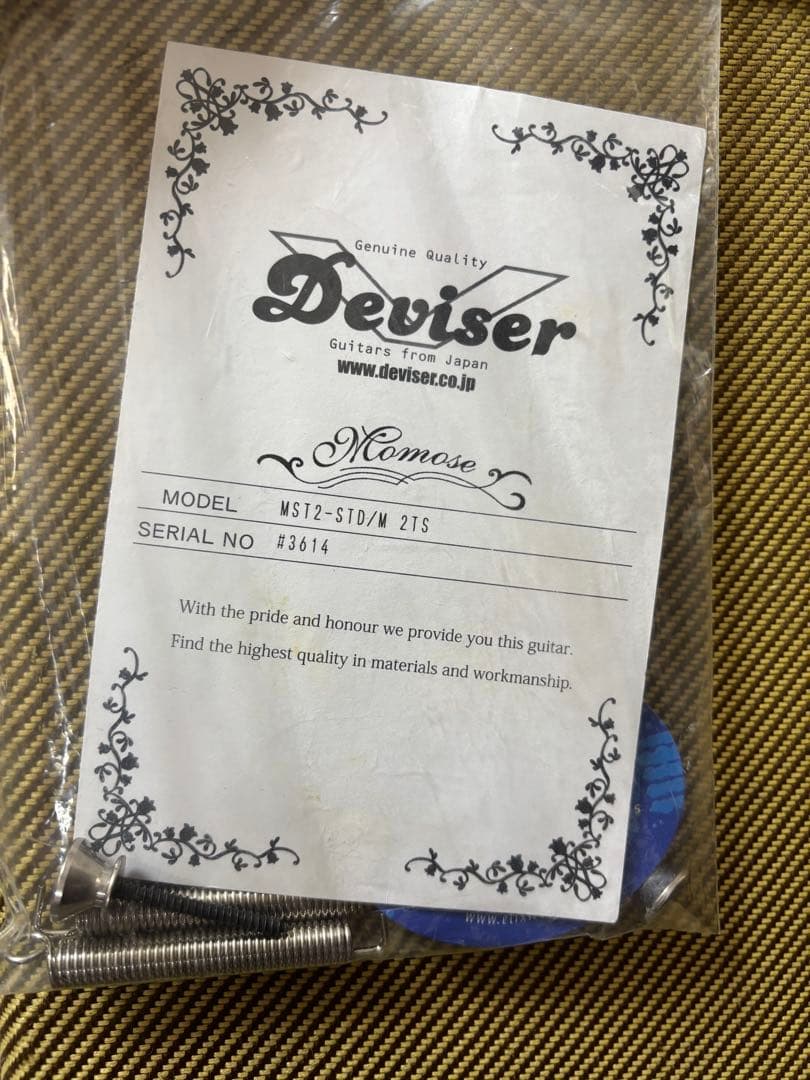 Genuine Quality
Deviser
Guitars from Japan
www.deviser.co.jp
Momose
MODEL MST2-STD/M 2TS
SERIAL NO #3614
With the pride and honour we provide you this guitar.
Find the highest quality in materials and workmanship.